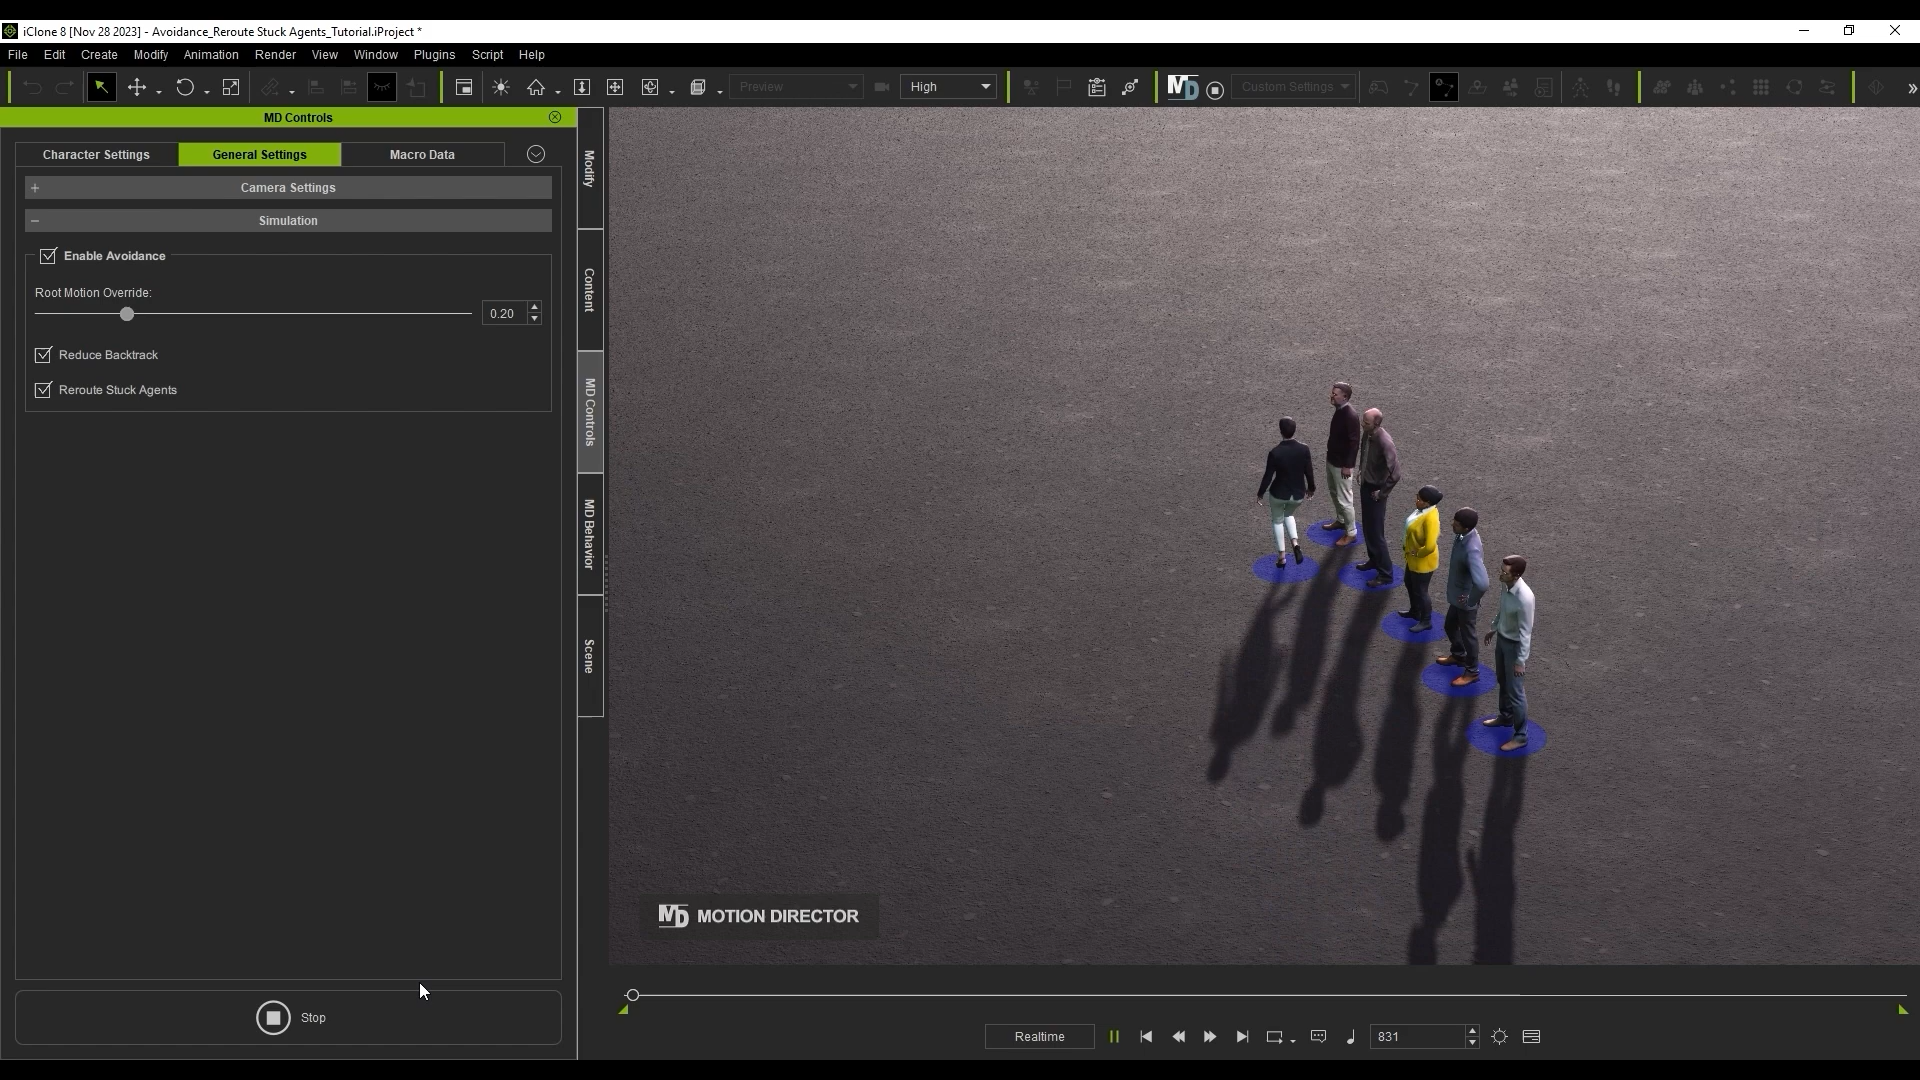 iClone 8 [Nov 28 2023] - Avoidance_Reroute Stuck Agents_Tutorial.iProject *
File Edit Create Modify Animation Render View Window Plugins Script Help
Preview High MD Custom Settings
MD Controls
Character Settings General Settings Macro Data
+ Camera Settings
− Simulation
Enable Avoidance
Root Motion Override:
0.20
Reduce Backtrack
Reroute Stuck Agents
Stop
Modify
Content
MD Controls
MD Behavior
Scene
MD MOTION DIRECTOR
Realtime 831